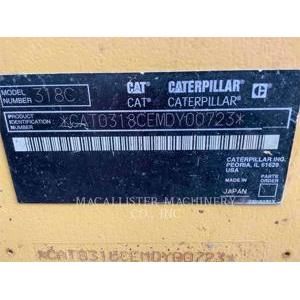 MODEL NUMBER 318C
CAT CATERPILLAR
CAT CATERPILLAR
PRODUCT IDENTIFICATION NUMBER
*CAT0318CEMDY00723*
CATERPILLAR INC.
PEORIA, IL 61629
MADE IN JAPAN
PARTS ORDER
MACALLISTER MACHINERY
CO, INC
*CAT0318CEMDY00723*